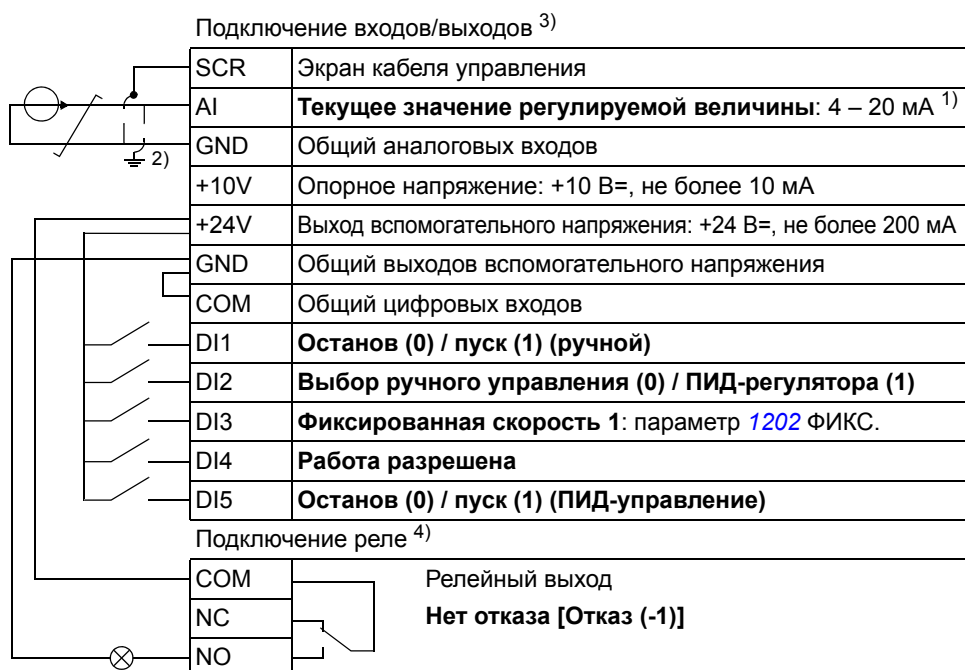 Подключение входов/выходов 3)
SCR Экран кабеля управления
AI Текущее значение регулируемой величины: 4 – 20 мА 1)
GND Общий аналоговых входов
2)
+10V Опорное напряжение: +10 В=, не более 10 мА
+24V Выход вспомогательного напряжения: +24 В=, не более 200 мА
GND Общий выходов вспомогательного напряжения
COM Общий цифровых входов
DI1 Останов (0) / пуск (1) (ручной)
DI2 Выбор ручного управления (0) / ПИД-регулятора (1)
DI3 Фиксированная скорость 1: параметр 1202 ФИКС.
DI4 Работа разрешена
DI5 Останов (0) / пуск (1) (ПИД-управление)
Подключение реле 4)
COM Релейный выход
NC Нет отказа [Отказ (-1)]
NO